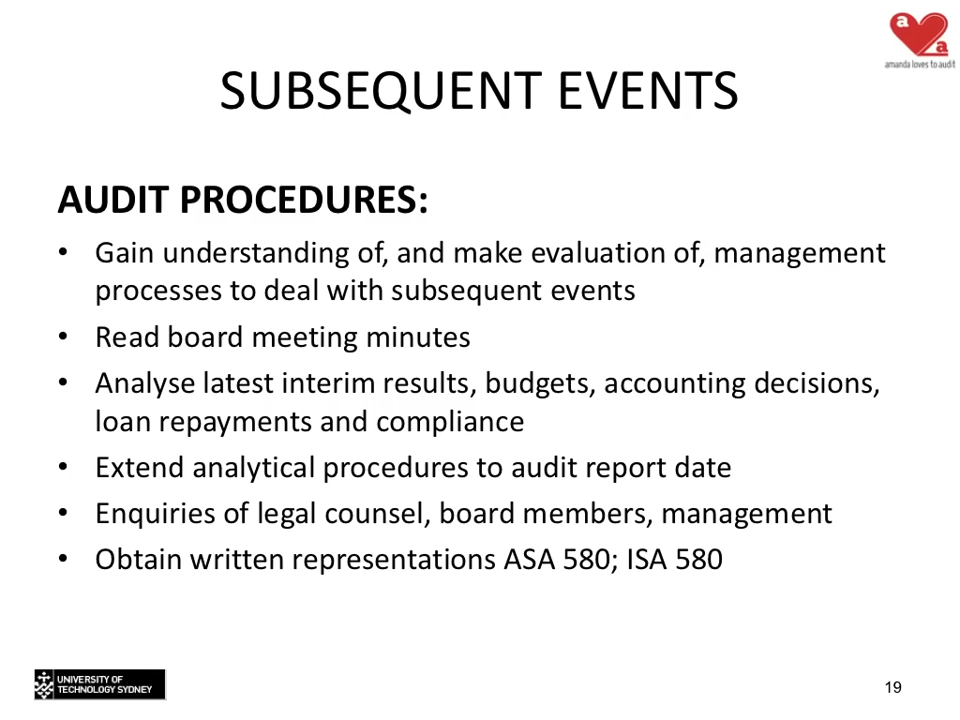 a
a
amanda loves to audit
SUBSEQUENT EVENTS
AUDIT PROCEDURES:
• Gain understanding of, and make evaluation of, management
processes to deal with subsequent events
• Read board meeting minutes
• Analyse latest interim results, budgets, accounting decisions,
loan repayments and compliance
• Extend analytical procedures to audit report date
• Enquiries of legal counsel, board members, management
• Obtain written representations ASA 580; ISA 580
UNIVERSITY OF
TECHNOLOGY SYDNEY
19